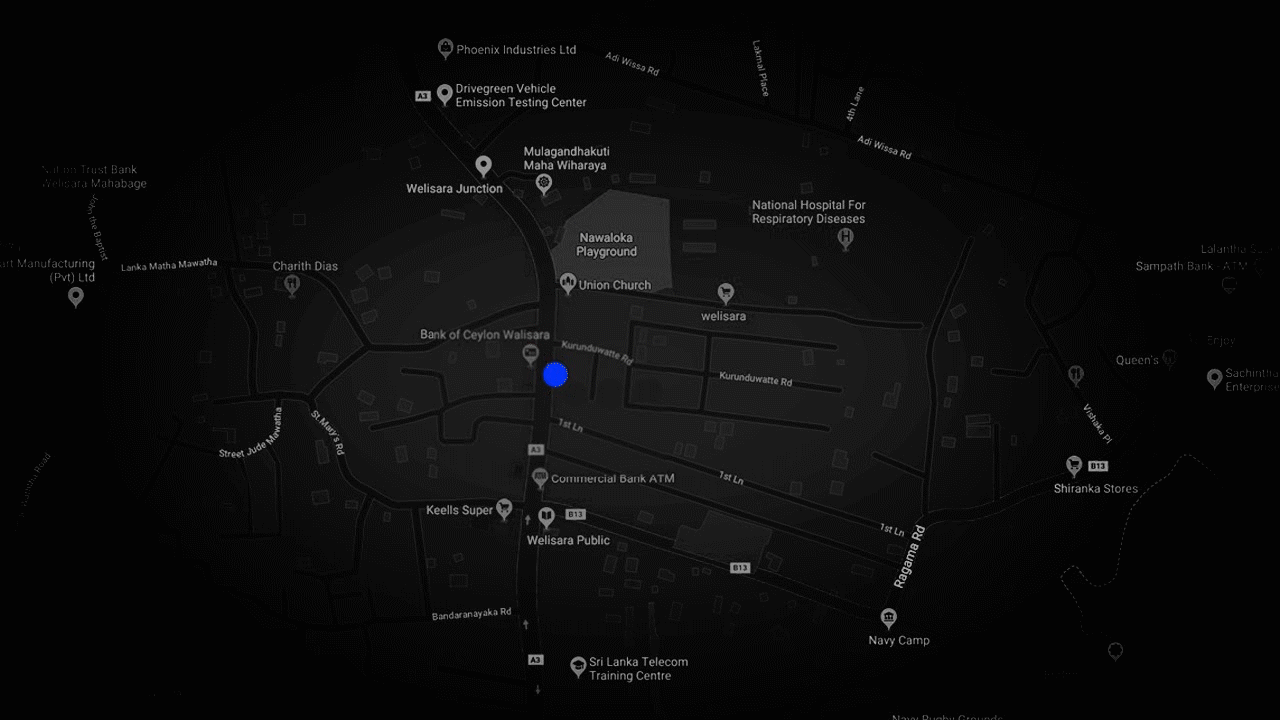 Phoenix Industries Ltd
Adi Wissa Rd
Lakmal Place
4th Lane
A3
Drivegreen Vehicle
Emission Testing Center
Adi Wissa Rd
Mulagandhakuti
Maha Wiharaya
Welisara Junction
Nation Trust Bank
Welisara Mahabage
the Baptist
National Hospital For
Respiratory Diseases
H
Nawaloka
Playground
Manufacturing
(Pvt) Ltd
Lanka Matha Mawatha
Charith Dias
Union Church
welisara
Lalantha
Sampath Bank - ATM
Bank of Ceylon Walisara
Kurunduwatte Rd
Kurunduwatte Rd
Enjoy
Queen's
Sachintha
Enterprise
Street Jude Mawatha
St.Mary's Rd
1st Ln
Vishaka Pl
A3
B13
Shiranka Stores
ATM
Commercial Bank ATM
1st Ln
Keells Super
B13
Welisara Public
1st Ln
Ragama Rd
B13
Bandaranayaka Rd
Navy Camp
A3
Sri Lanka Telecom
Training Centre
Navy Rugby Grounds